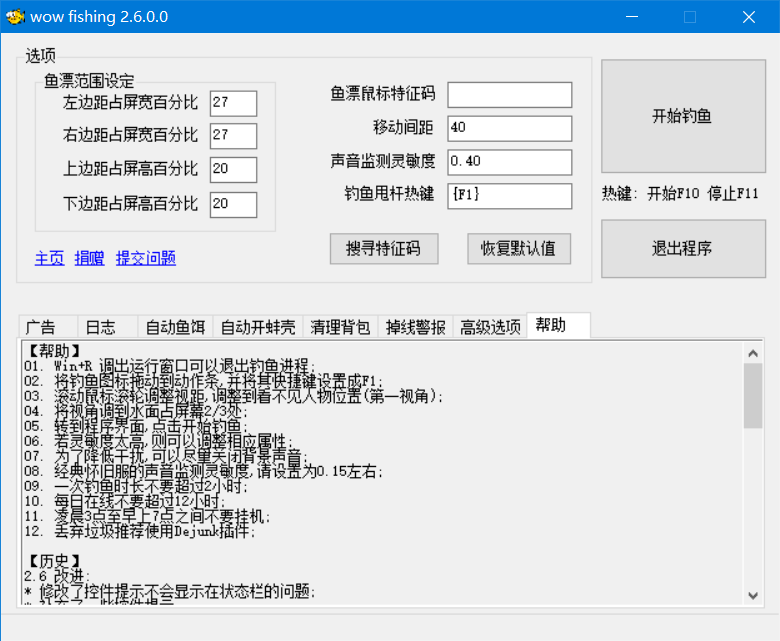 wow fishing 2.6.0.0
选项
鱼漂范围设定
左边距占屏宽百分比 27
右边距占屏宽百分比 27
上边距占屏高百分比 20
下边距占屏高百分比 20
主页 捐赠 提交问题
鱼漂鼠标特征码
移动间距 40
声音监测灵敏度 0.40
钓鱼甩杆热键 {F1}
搜寻特征码 恢复默认值
开始钓鱼
热键: 开始F10 停止F11
退出程序
广告 日志 自动鱼饵 自动开蚌壳 清理背包 掉线警报 高级选项 帮助
【帮助】
01. Win+R 调出运行窗口可以退出钓鱼进程;
02. 将钓鱼图标拖动到动作条,并将其快捷键设置成F1;
03. 滚动鼠标滚轮调整视距,调整到看不见人物位置(第一视角);
04. 将视角调到水面占屏幕2/3处;
05. 转到程序界面,点击开始钓鱼;
06. 若灵敏度太高,则可以调整相应属性;
07. 为了降低干扰,可以尽量关闭背景声音;
08. 经典怀旧服的声音监测灵敏度,请设置为0.15左右;
09. 一次钓鱼时长不要超过2小时;
10. 每日在线不要超过12小时;
11. 凌晨3点至早上7点之间不要挂机;
12. 丢弃垃圾推荐使用Dejunk插件;
【历史】
2.6 改进:
* 修改了控件提示不会显示在状态栏的问题;